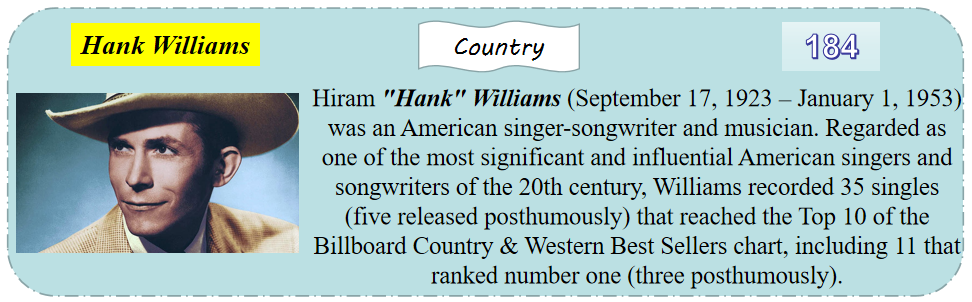 Hank Williams
Country
184
Hiram "Hank" Williams (September 17, 1923 – January 1, 1953)
was an American singer-songwriter and musician. Regarded as
one of the most significant and influential American singers and
songwriters of the 20th century, Williams recorded 35 singles
(five released posthumously) that reached the Top 10 of the
Billboard Country & Western Best Sellers chart, including 11 that
ranked number one (three posthumously).